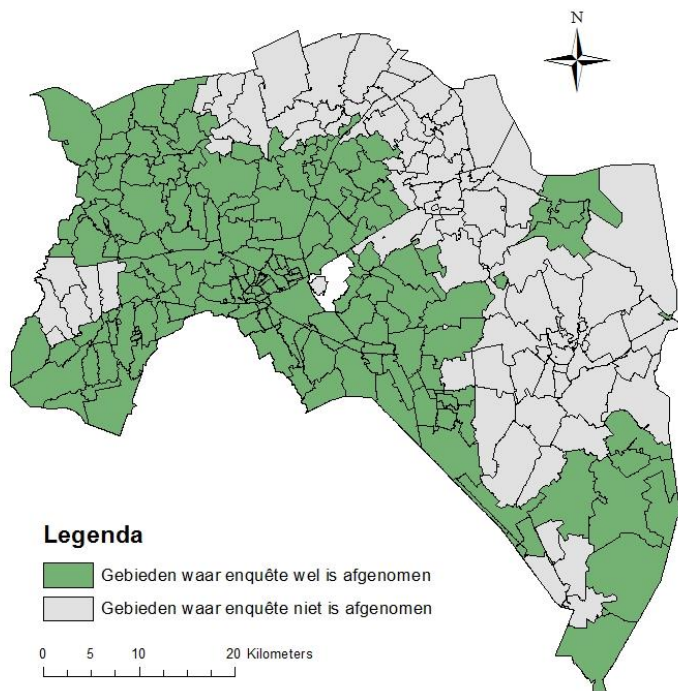 N
Legenda
Gebieden waar enquête wel is afgenomen
Gebieden waar enquête niet is afgenomen
0 5 10 20 Kilometers